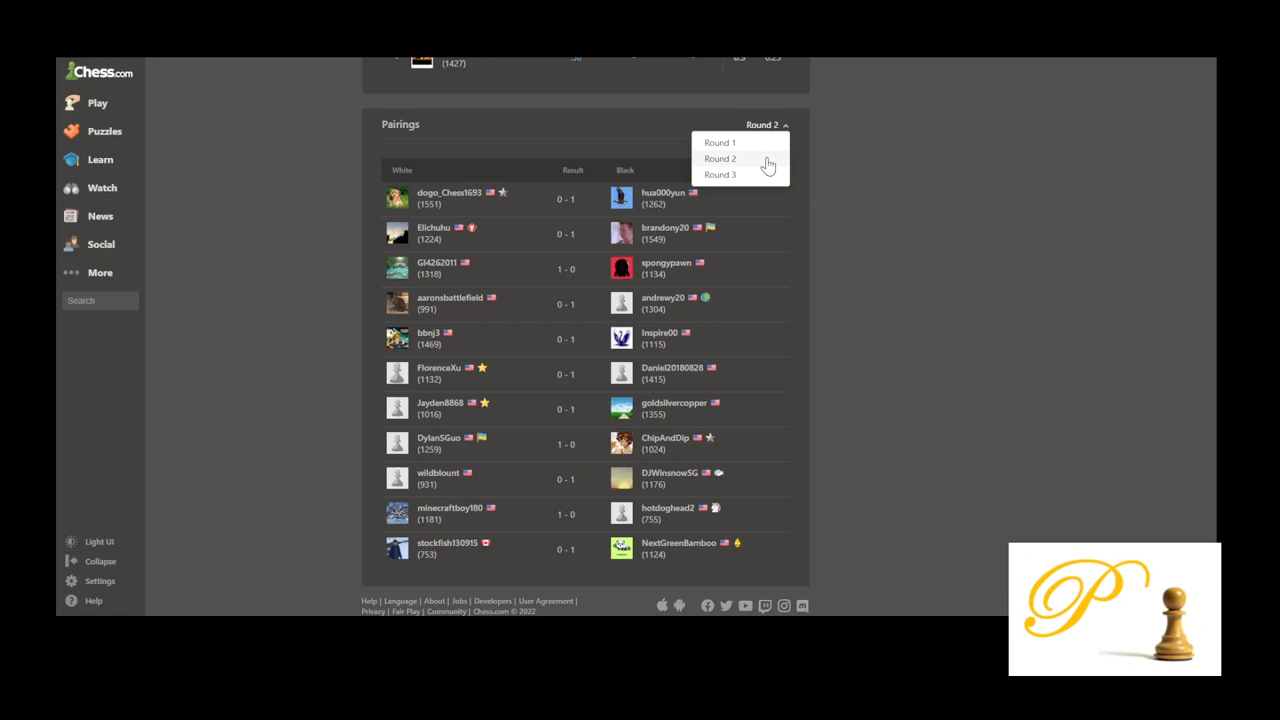 Chess.com
Play
Puzzles
Learn
Watch
News
Social
More
Search
Light UI
Collapse
Settings
Help
(1427)
Pairings
Round 2
Round 1
Round 2
Round 3
White Result Black
dogo_Chess1693 0 - 1 hua000yun
(1551) (1262)
Elichuhu 0 - 1 brandony20
(1224) (1549)
GI4262011 1 - 0 spongypawn
(1318) (1134)
aaronsbattlefield 0 - 1 andrewy20
(991) (1304)
bbnj3 0 - 1 Inspire00
(1469) (1115)
FlorenceXu 0 - 1 Daniel20180828
(1132) (1415)
Jayden8868 0 - 1 goldsilvercopper
(1016) (1355)
DylanSGuo 1 - 0 ChipAndDip
(1259) (1024)
wildblount 0 - 1 DJWinsnowSG
(931) (1176)
minecraftboy180 1 - 0 hotdoghead2
(1181) (755)
stockfish130915 0 - 1 NextGreenBamboo
(753) (1124)
Help | Language | About | Jobs | Developers | User Agreement |
Privacy | Fair Play | Community | Chess.com © 2022
P